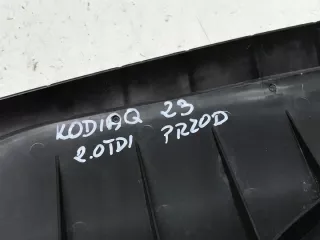 KODIAQ 23
2.0TDI PRZOD